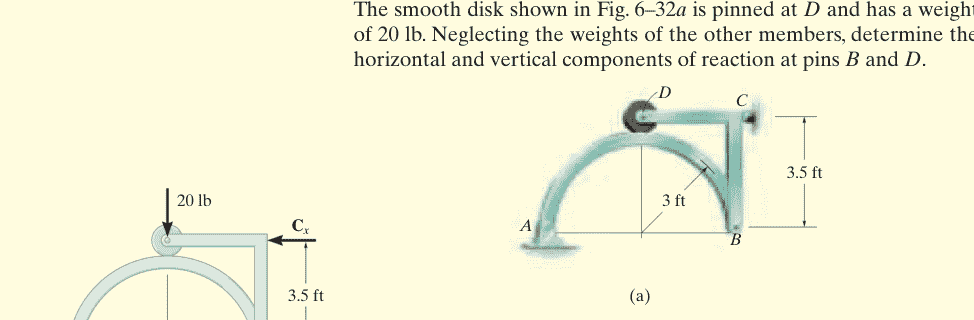 The smooth disk shown in Fig. 6–32a is pinned at D and has a weight
of 20 lb. Neglecting the weights of the other members, determine the
horizontal and vertical components of reaction at pins B and D.
D
C
3.5 ft
3 ft
A
B
(a)
20 lb
Cx
3.5 ft